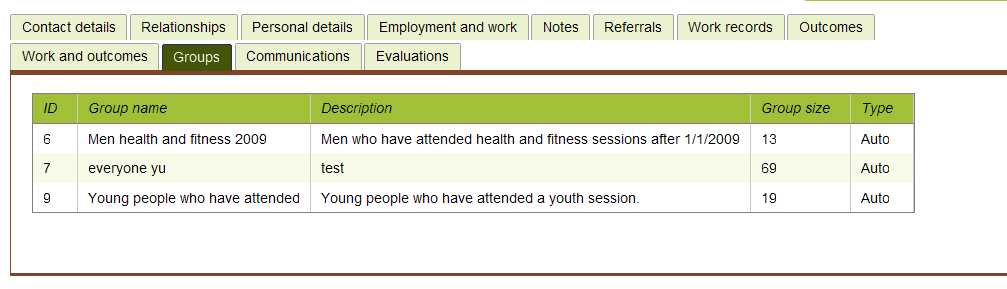 Contact details Relationships Personal details Employment and work Notes Referrals Work records Outcomes
Work and outcomes Groups Communications Evaluations
ID Group name Description Group size Type
6 Men health and fitness 2009 Men who have attended health and fitness sessions after 1/1/2009 13 Auto
7 everyone yu test 69 Auto
9 Young people who have attended Young people who have attended a youth session. 19 Auto